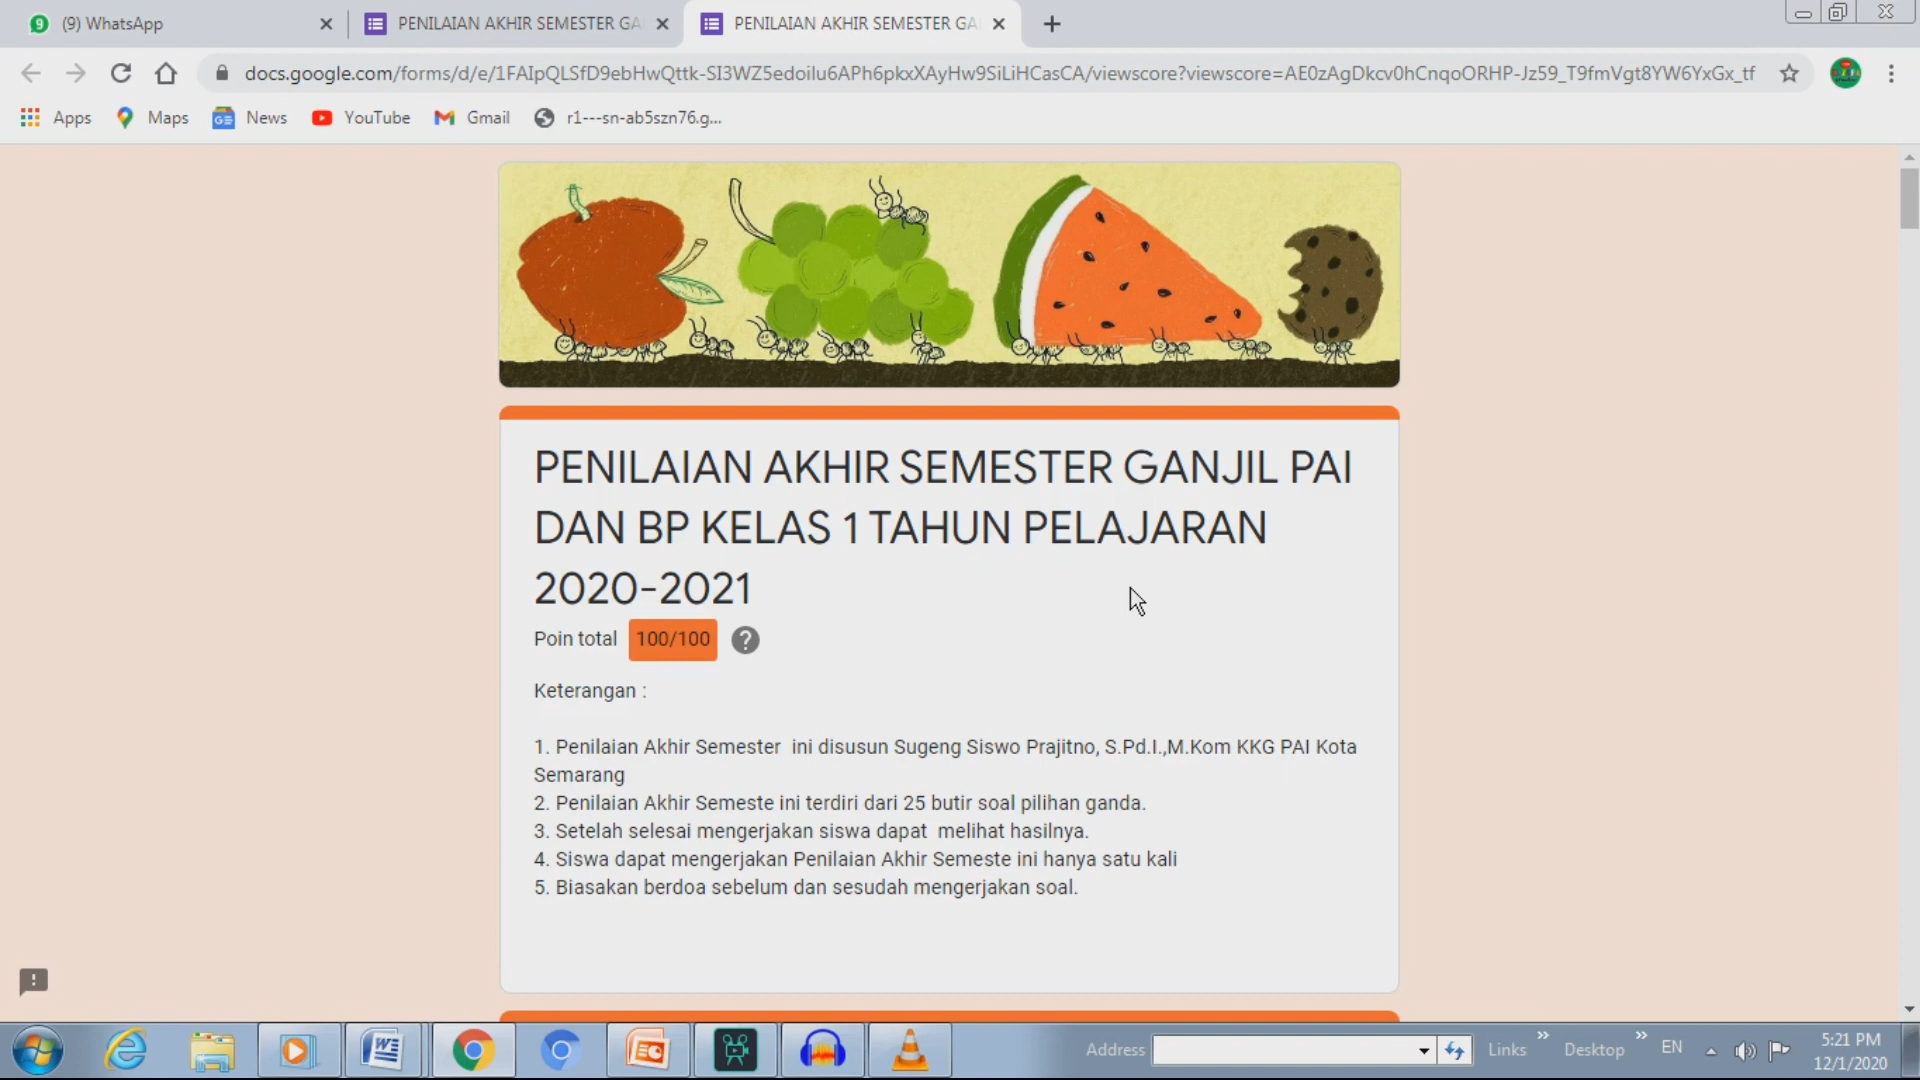 9 (9) WhatsApp
PENILAIAN AKHIR SEMESTER GA
PENILAIAN AKHIR SEMESTER GA
docs.google.com/forms/d/e/1FAIpQLSfD9ebHwQttk-SI3WZ5edoilu6APh6pkxXAyHw9SiLiHCasCA/viewscore?viewscore=AE0zAgDkcv0hCnqoORHP-Jz59_T9fmVgt8YW6YxGx_tf
Apps Maps News YouTube Gmail r1---sn-ab5szn76.g...
PENILAIAN AKHIR SEMESTER GANJIL PAI
DAN BP KELAS 1 TAHUN PELAJARAN
2020-2021
Poin total 100/100 ?
Keterangan :
1. Penilaian Akhir Semester ini disusun Sugeng Siswo Prajitno, S.Pd.I.,M.Kom KKG PAI Kota
Semarang
2. Penilaian Akhir Semeste ini terdiri dari 25 butir soal pilihan ganda.
3. Setelah selesai mengerjakan siswa dapat melihat hasilnya.
4. Siswa dapat mengerjakan Penilaian Akhir Semeste ini hanya satu kali
5. Biasakan berdoa sebelum dan sesudah mengerjakan soal.
Address Links » Desktop » EN
5:21 PM
12/1/2020